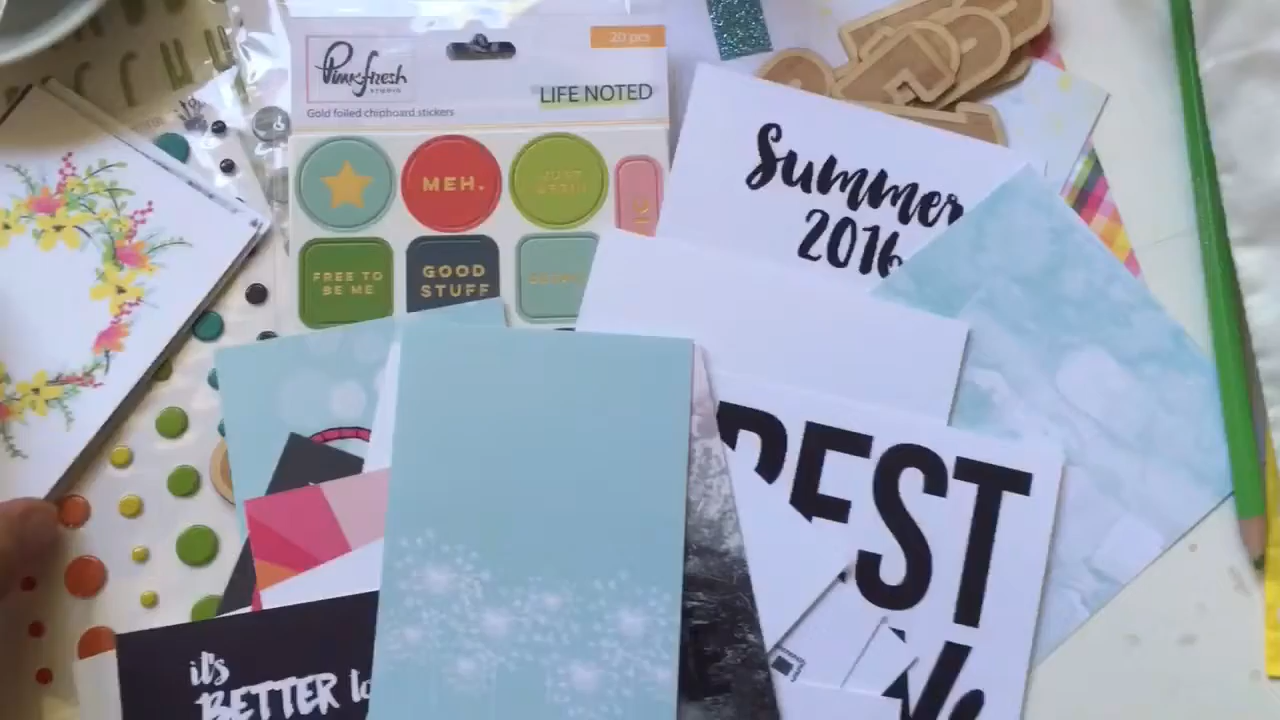 Pinkfresh
STUDIO
20 pcs
LIFE NOTED
Gold foiled chipboard stickers
MEH.
JUST
FREE TO
BE ME
GOOD
STUFF
Summer
2016
BEST
it's
BETTER